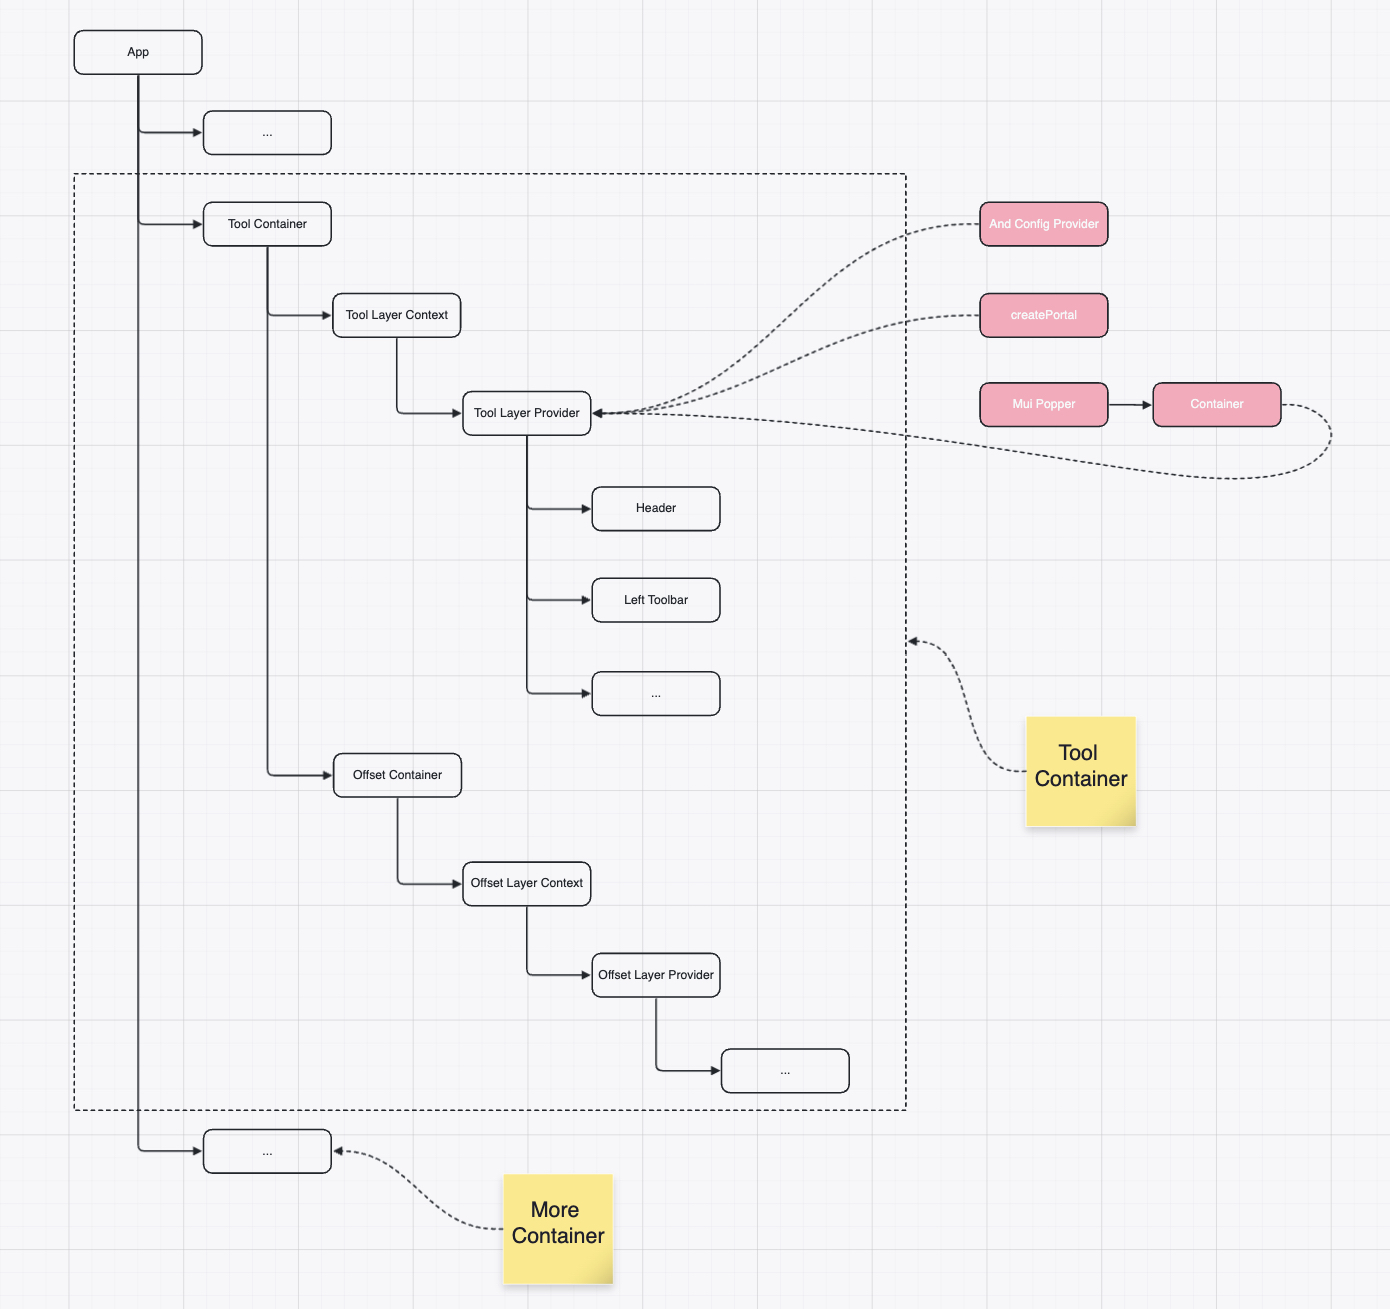 App
...
Tool Container
And Config Provider
Tool Layer Context
createPortal
Mui Popper
Container
Tool Layer Provider
Header
Left Toolbar
...
Tool
Container
Offset Container
Offset Layer Context
Offset Layer Provider
...
...
More
Container